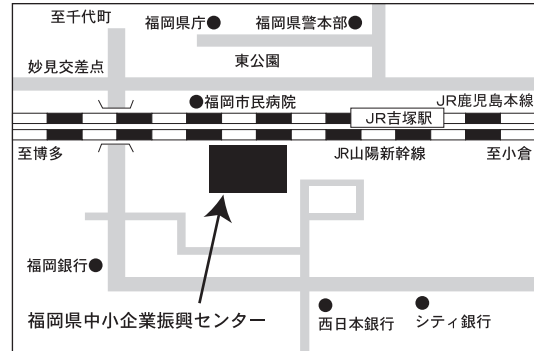 至千代町
福岡県庁
福岡県警本部
妙見交差点
東公園
福岡市民病院
JR鹿児島本線
JR吉塚駅
至博多
JR山陽新幹線
至小倉
福岡銀行
福岡県中小企業振興センター
西日本銀行
シティ銀行